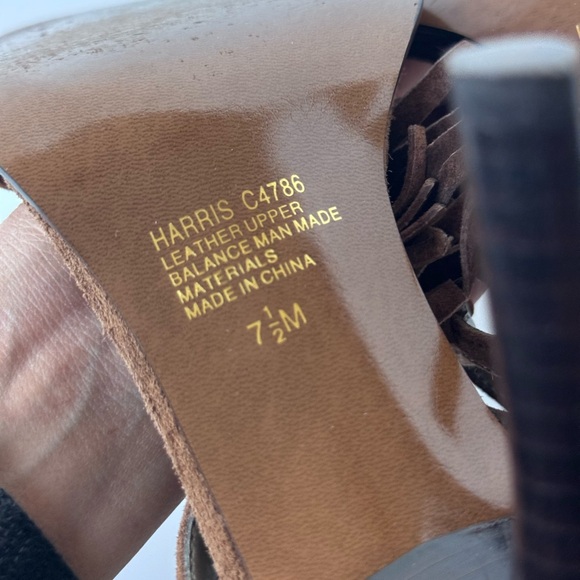 HARRIS C4786
LEATHER UPPER
BALANCE MAN MADE
MATERIALS
MADE IN CHINA
7½M